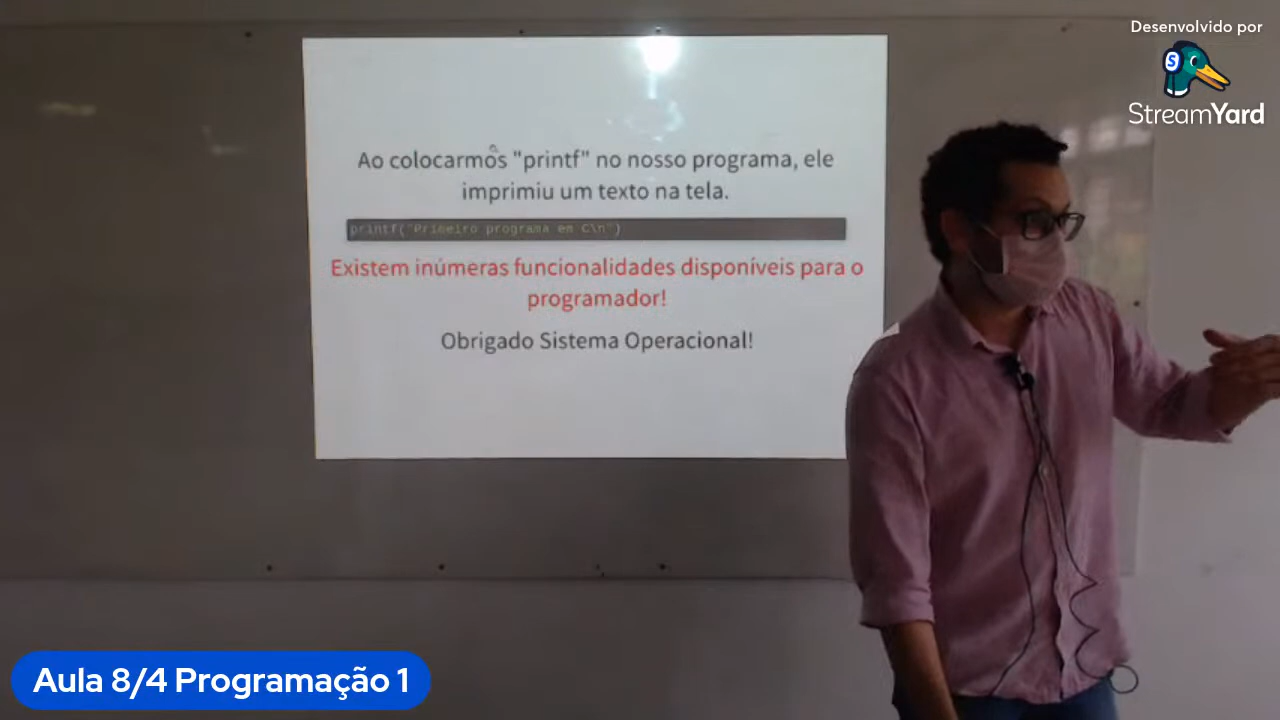 Desenvolvido por
StreamYard
Ao colocarmos "printf" no nosso programa, ele
imprimiu um texto na tela.
printf("Primeiro programa em C\n")
Existem inúmeras funcionalidades disponíveis para o
programador!
Obrigado Sistema Operacional!
Aula 8/4 Programação 1